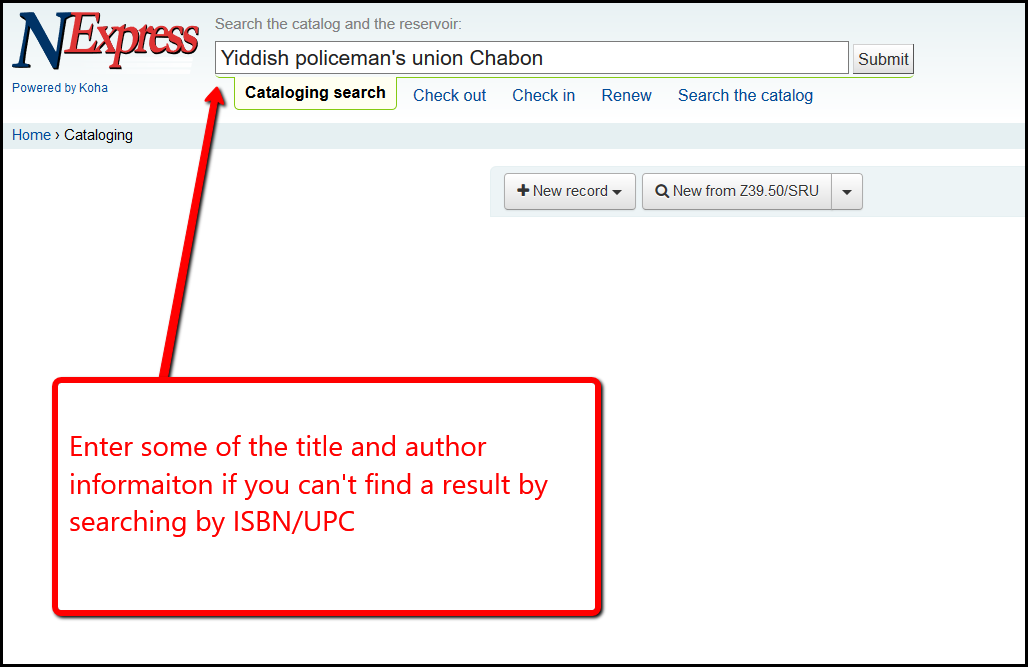 NExpress
Search the catalog and the reservoir:
Yiddish policeman's union Chabon
Submit
Powered by Koha
Cataloging search
Check out
Check in
Renew
Search the catalog
Home › Cataloging
New record
New from Z39.50/SRU
Enter some of the title and author
informaiton if you can't find a result by
searching by ISBN/UPC